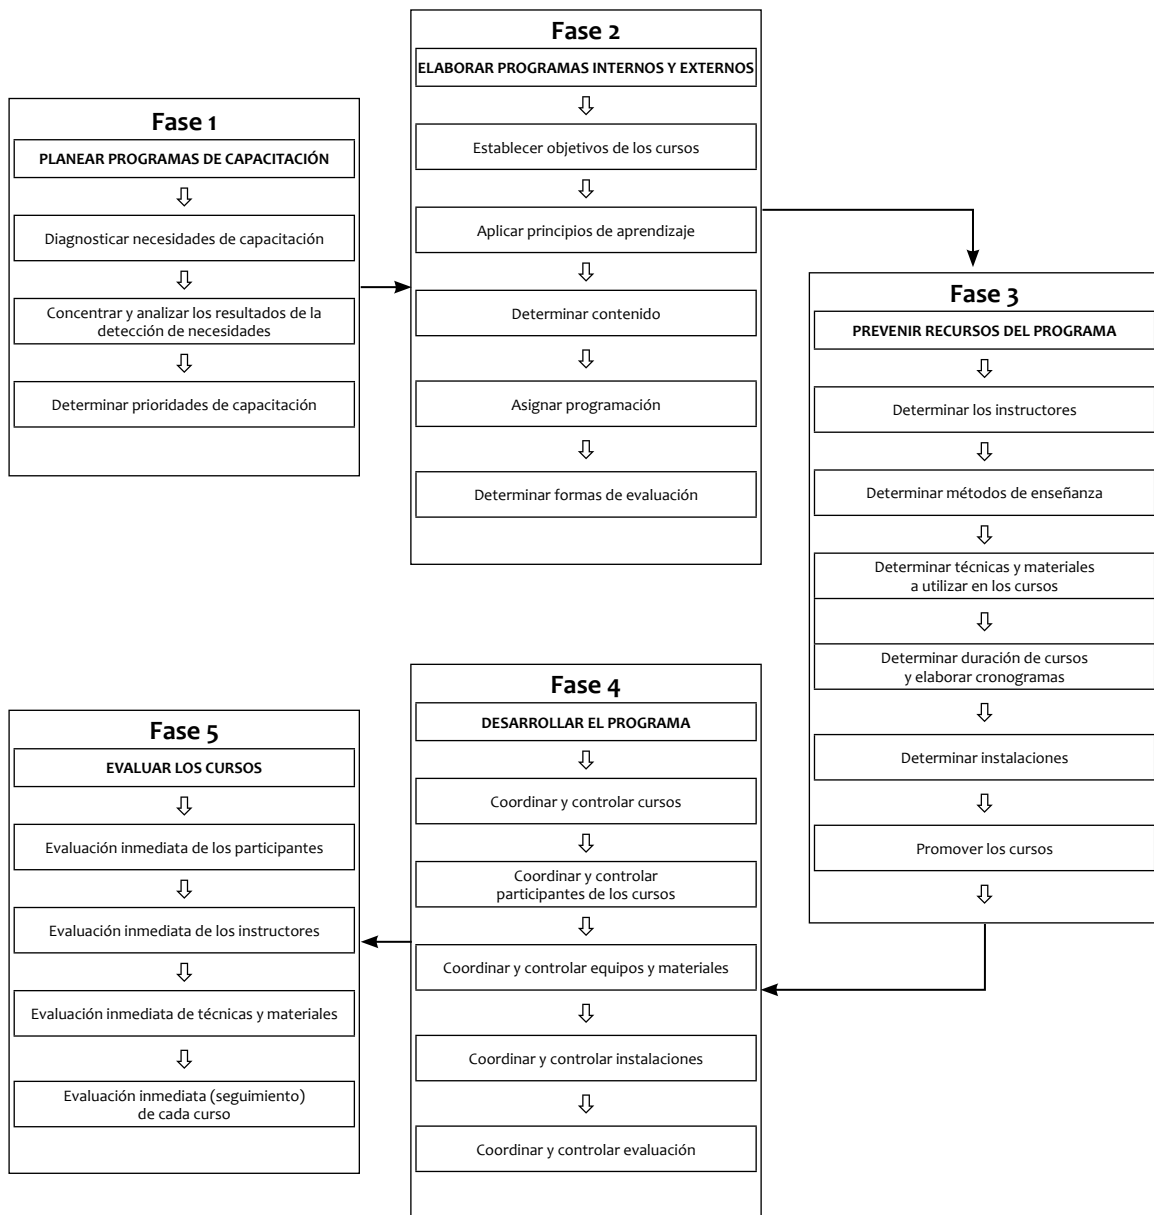 Fase 1
PLANEAR PROGRAMAS DE CAPACITACIÓN
Diagnosticar necesidades de capacitación
Concentrar y analizar los resultados de la
detección de necesidades
Determinar prioridades de capacitación
Fase 2
ELABORAR PROGRAMAS INTERNOS Y EXTERNOS
Establecer objetivos de los cursos
Aplicar principios de aprendizaje
Determinar contenido
Asignar programación
Determinar formas de evaluación
Fase 3
PREVENIR RECURSOS DEL PROGRAMA
Determinar los instructores
Determinar métodos de enseñanza
Determinar técnicas y materiales
a utilizar en los cursos
Determinar duración de cursos
y elaborar cronogramas
Determinar instalaciones
Promover los cursos
Fase 4
DESARROLLAR EL PROGRAMA
Coordinar y controlar cursos
Coordinar y controlar
participantes de los cursos
Coordinar y controlar equipos y materiales
Coordinar y controlar instalaciones
Coordinar y controlar evaluación
Fase 5
EVALUAR LOS CURSOS
Evaluación inmediata de los participantes
Evaluación inmediata de los instructores
Evaluación inmediata de técnicas y materiales
Evaluación inmediata (seguimiento)
de cada curso